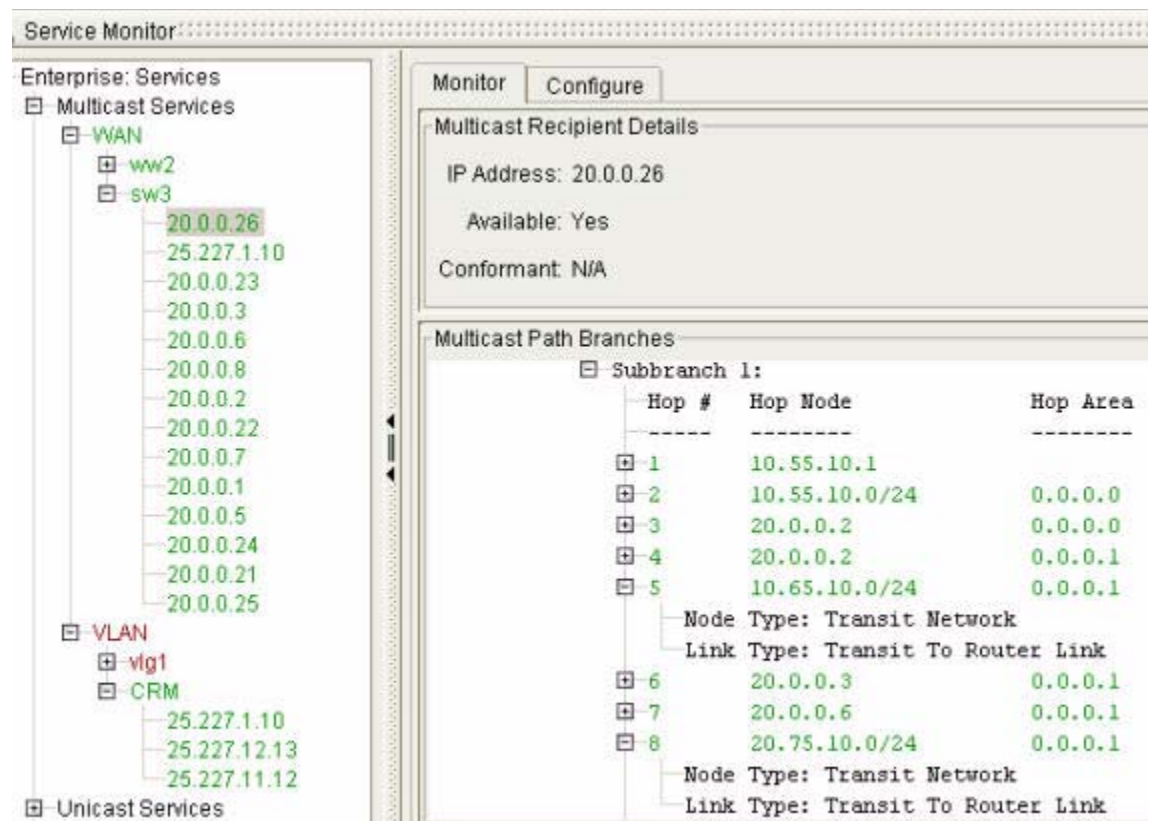 Service Monitor
Enterprise: Services
Multicast Services
WAN
ww2
sw3
20.0.0.26
25.227.1.10
20.0.0.23
20.0.0.3
20.0.0.6
20.0.0.8
20.0.0.2
20.0.0.22
20.0.0.7
20.0.0.1
20.0.0.5
20.0.0.24
20.0.0.21
20.0.0.25
VLAN
vlg1
CRM
25.227.1.10
25.227.12.13
25.227.11.12
Unicast Services
Monitor Configure
Multicast Recipient Details
IP Address: 20.0.0.26
Available: Yes
Conformant: N/A
Multicast Path Branches
Subbranch 1:
Hop # Hop Node Hop Area
----- -------- --------
1 10.55.10.1
2 10.55.10.0/24 0.0.0.0
3 20.0.0.2 0.0.0.0
4 20.0.0.2 0.0.0.1
5 10.65.10.0/24 0.0.0.1
Node Type: Transit Network
Link Type: Transit To Router Link
6 20.0.0.3 0.0.0.1
7 20.0.0.6 0.0.0.1
8 20.75.10.0/24 0.0.0.1
Node Type: Transit Network
Link Type: Transit To Router Link